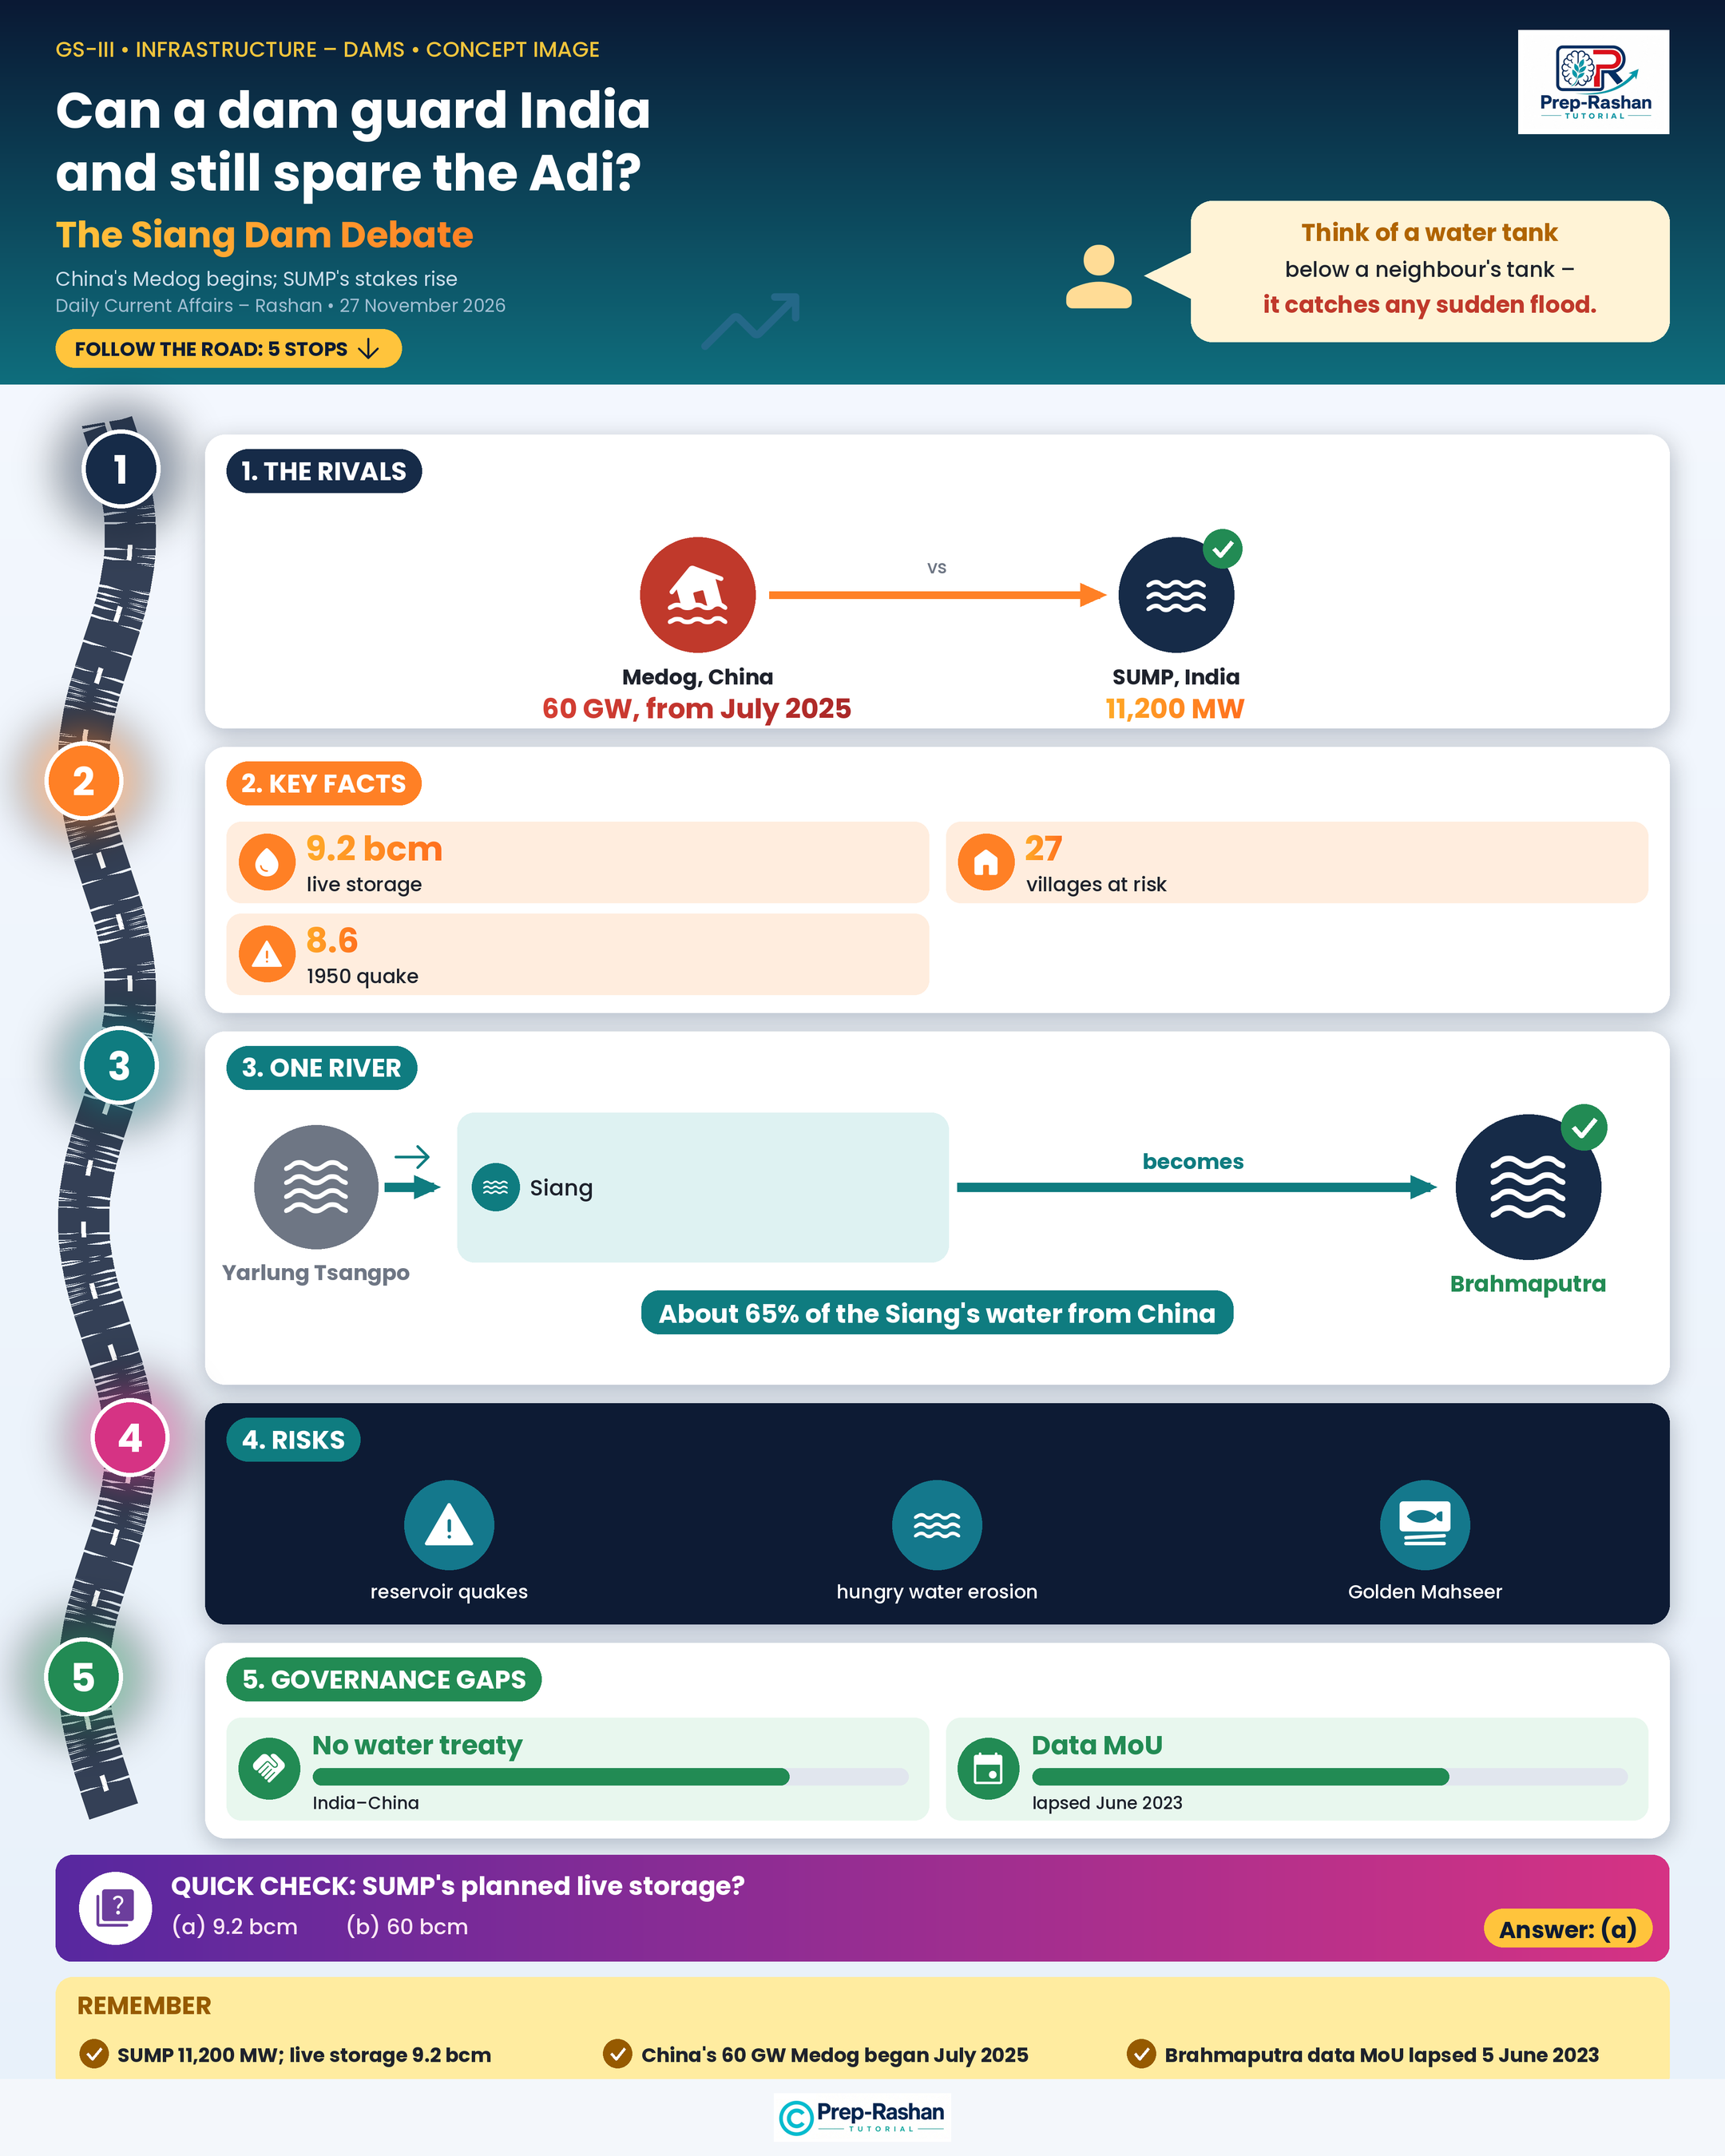 GS-III • INFRASTRUCTURE – DAMS • CONCEPT IMAGE
Can a dam guard India
and still spare the Adi?
The Siang Dam Debate
China's Medog begins; SUMP's stakes rise
Daily Current Affairs – Rashan • 27 November 2026
FOLLOW THE ROAD: 5 STOPS
Prep-Rashan
TUTORIAL
Think of a water tank
below a neighbour's tank –
it catches any sudden flood.
1
1. THE RIVALS
vs
Medog, China
60 GW, from July 2025
SUMP, India
11,200 MW
2
2. KEY FACTS
9.2 bcm
live storage
27
villages at risk
8.6
1950 quake
3
3. ONE RIVER
Yarlung Tsangpo
Siang
becomes
Brahmaputra
About 65% of the Siang's water from China
4
4. RISKS
reservoir quakes
hungry water erosion
Golden Mahseer
5
5. GOVERNANCE GAPS
No water treaty
India–China
Data MoU
lapsed June 2023
QUICK CHECK: SUMP's planned live storage?
(a) 9.2 bcm (b) 60 bcm
Answer: (a)
REMEMBER
SUMP 11,200 MW; live storage 9.2 bcm
China's 60 GW Medog began July 2025
Brahmaputra data MoU lapsed 5 June 2023
© Prep-Rashan
TUTORIAL